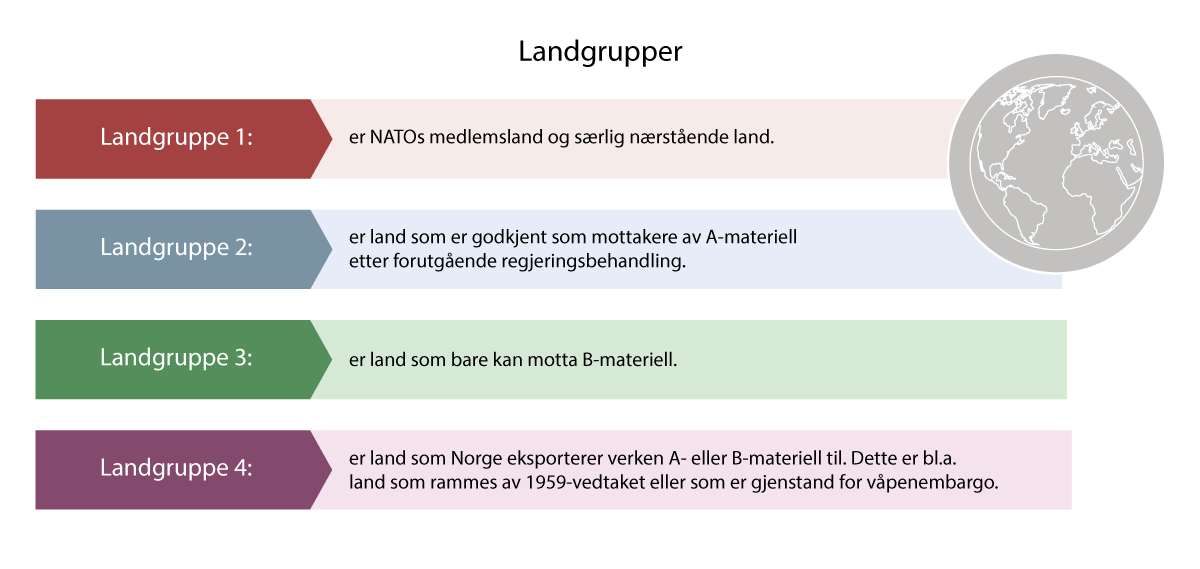 Landgrupper
Landgruppe 1:
er NATOs medlemsland og særlig nærstående land.
Landgruppe 2:
er land som er godkjent som mottakere av A-materiell
etter forutgående regjeringsbehandling.
Landgruppe 3:
er land som bare kan motta B-materiell.
Landgruppe 4:
er land som Norge eksporterer verken A- eller B-materiell til. Dette er bl.a.
land som rammes av 1959-vedtaket eller som er gjenstand for våpenembargo.